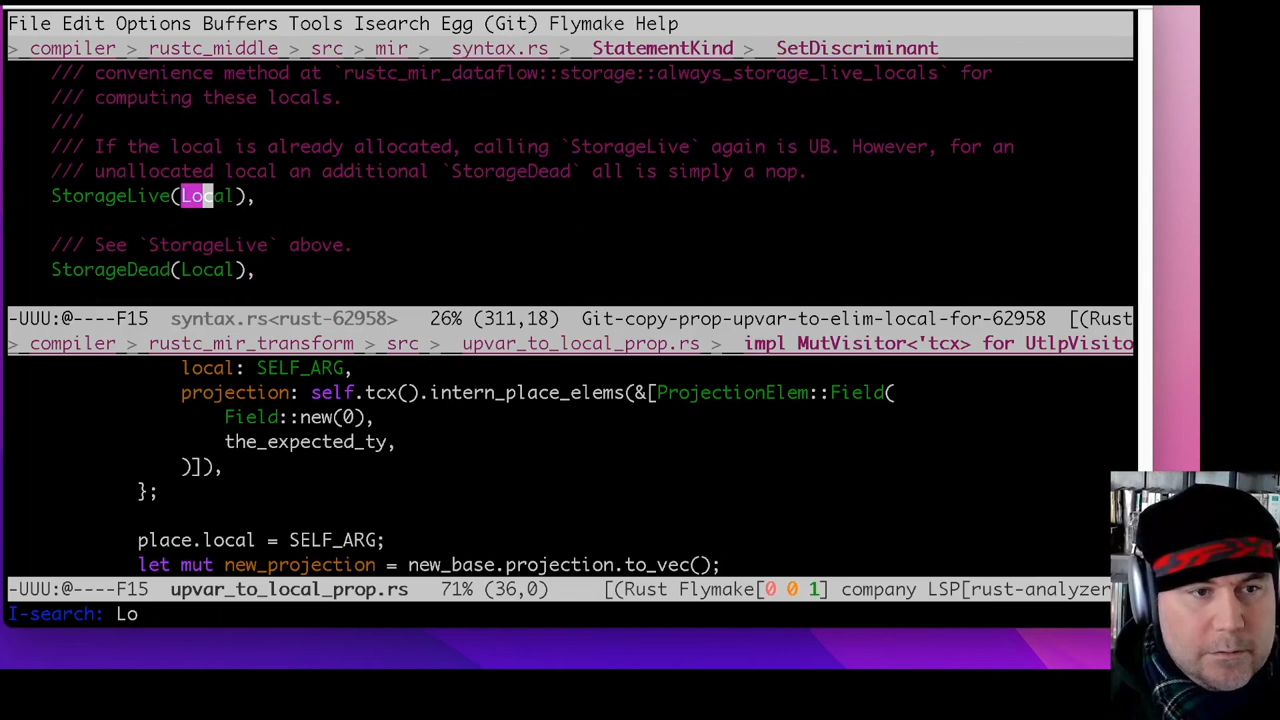 File Edit Options Buffers Tools Isearch Egg (Git) Flymake Help
> compiler > rustc_middle > src > mir > syntax.rs > StatementKind > SetDiscriminant
/// convenience method at `rustc_mir_dataflow::storage::always_storage_live_locals` for
/// computing these locals.
///
/// If the local is already allocated, calling `StorageLive` again is UB. However, for an
/// unallocated local an additional `StorageDead` all is simply a nop.
StorageLive(Local),
/// See `StorageLive` above.
StorageDead(Local),
-UUU:@----F15 syntax.rs<rust-62958> 26% (311,18) Git-copy-prop-upvar-to-elim-local-for-62958 [(Rust
> compiler > rustc_mir_transform > src > upvar_to_local_prop.rs > impl MutVisitor<'tcx> for UtlpVisito
local: SELF_ARG,
projection: self.tcx().intern_place_elems(&[ProjectionElem::Field(
Field::new(0),
the_expected_ty,
)]),
};
place.local = SELF_ARG;
let mut new_projection = new_base.projection.to_vec();
-UUU:@----F15 upvar_to_local_prop.rs 71% (36,0) [(Rust Flymake[0 0 1] company LSP[rust-analyzer
I-search: Lo